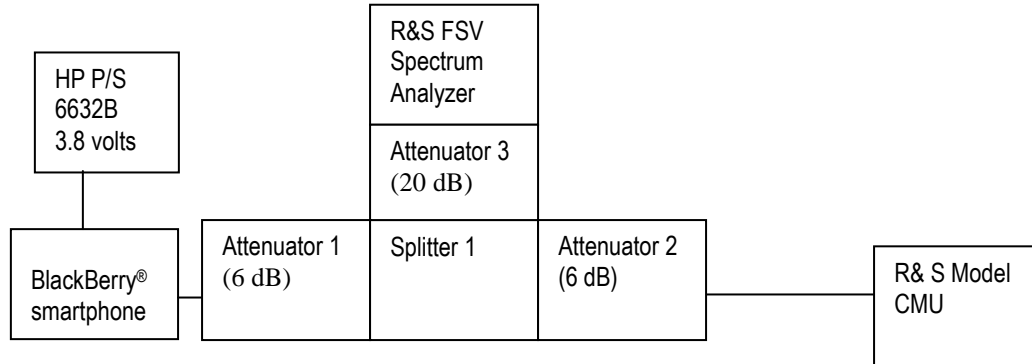 R&S FSV
Spectrum
Analyzer
HP P/S
6632B
3.8 volts
Attenuator 3
(20 dB)
BlackBerry®
smartphone
Attenuator 1
(6 dB)
Splitter 1
Attenuator 2
(6 dB)
R& S Model
CMU